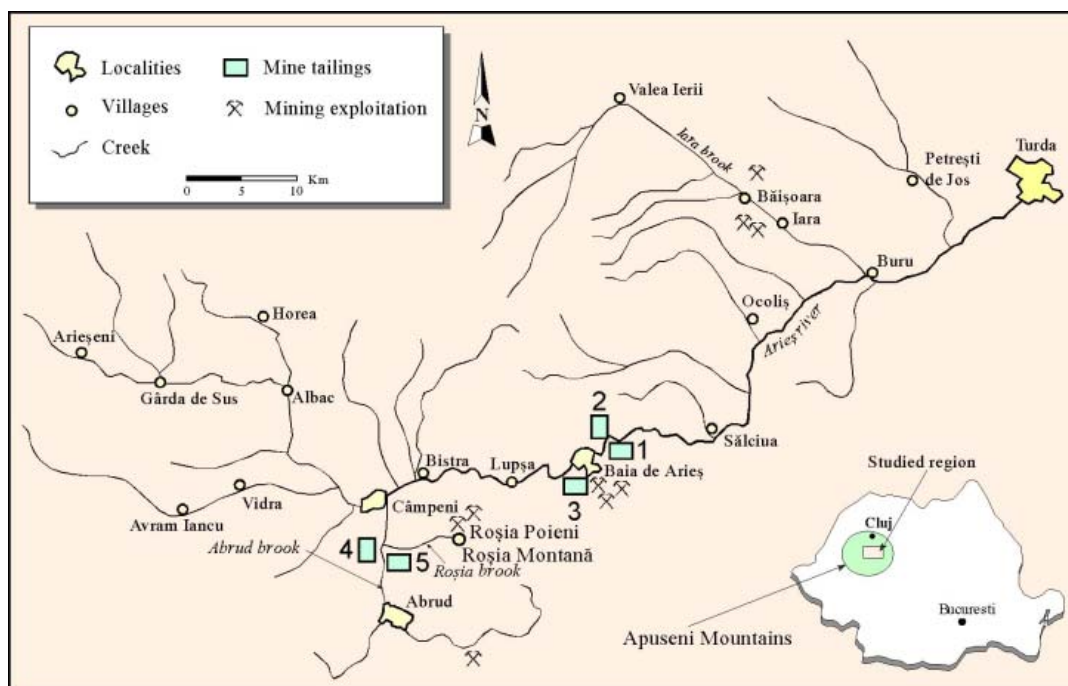 Localities
Mine tailings
Villages
Mining exploitation
Creek
Km
0 5 10
N
Valea Ierii
Iara brook
Turda
Petrești
de Jos
Băișoara
Iara
Buru
Ocoliș
Arieș river
Horea
Arieșeni
Gârda de Sus
Albac
2
1
Sălciua
Bistra
Lupșa
Baia de Arieș
3
Studied region
Vidra
Câmpeni
Avram Iancu
Roșia Poieni
Roșia Montană
Abrud brook
4
5
Roșia brook
Cluj
Abrud
Bucuresti
Apuseni Mountains